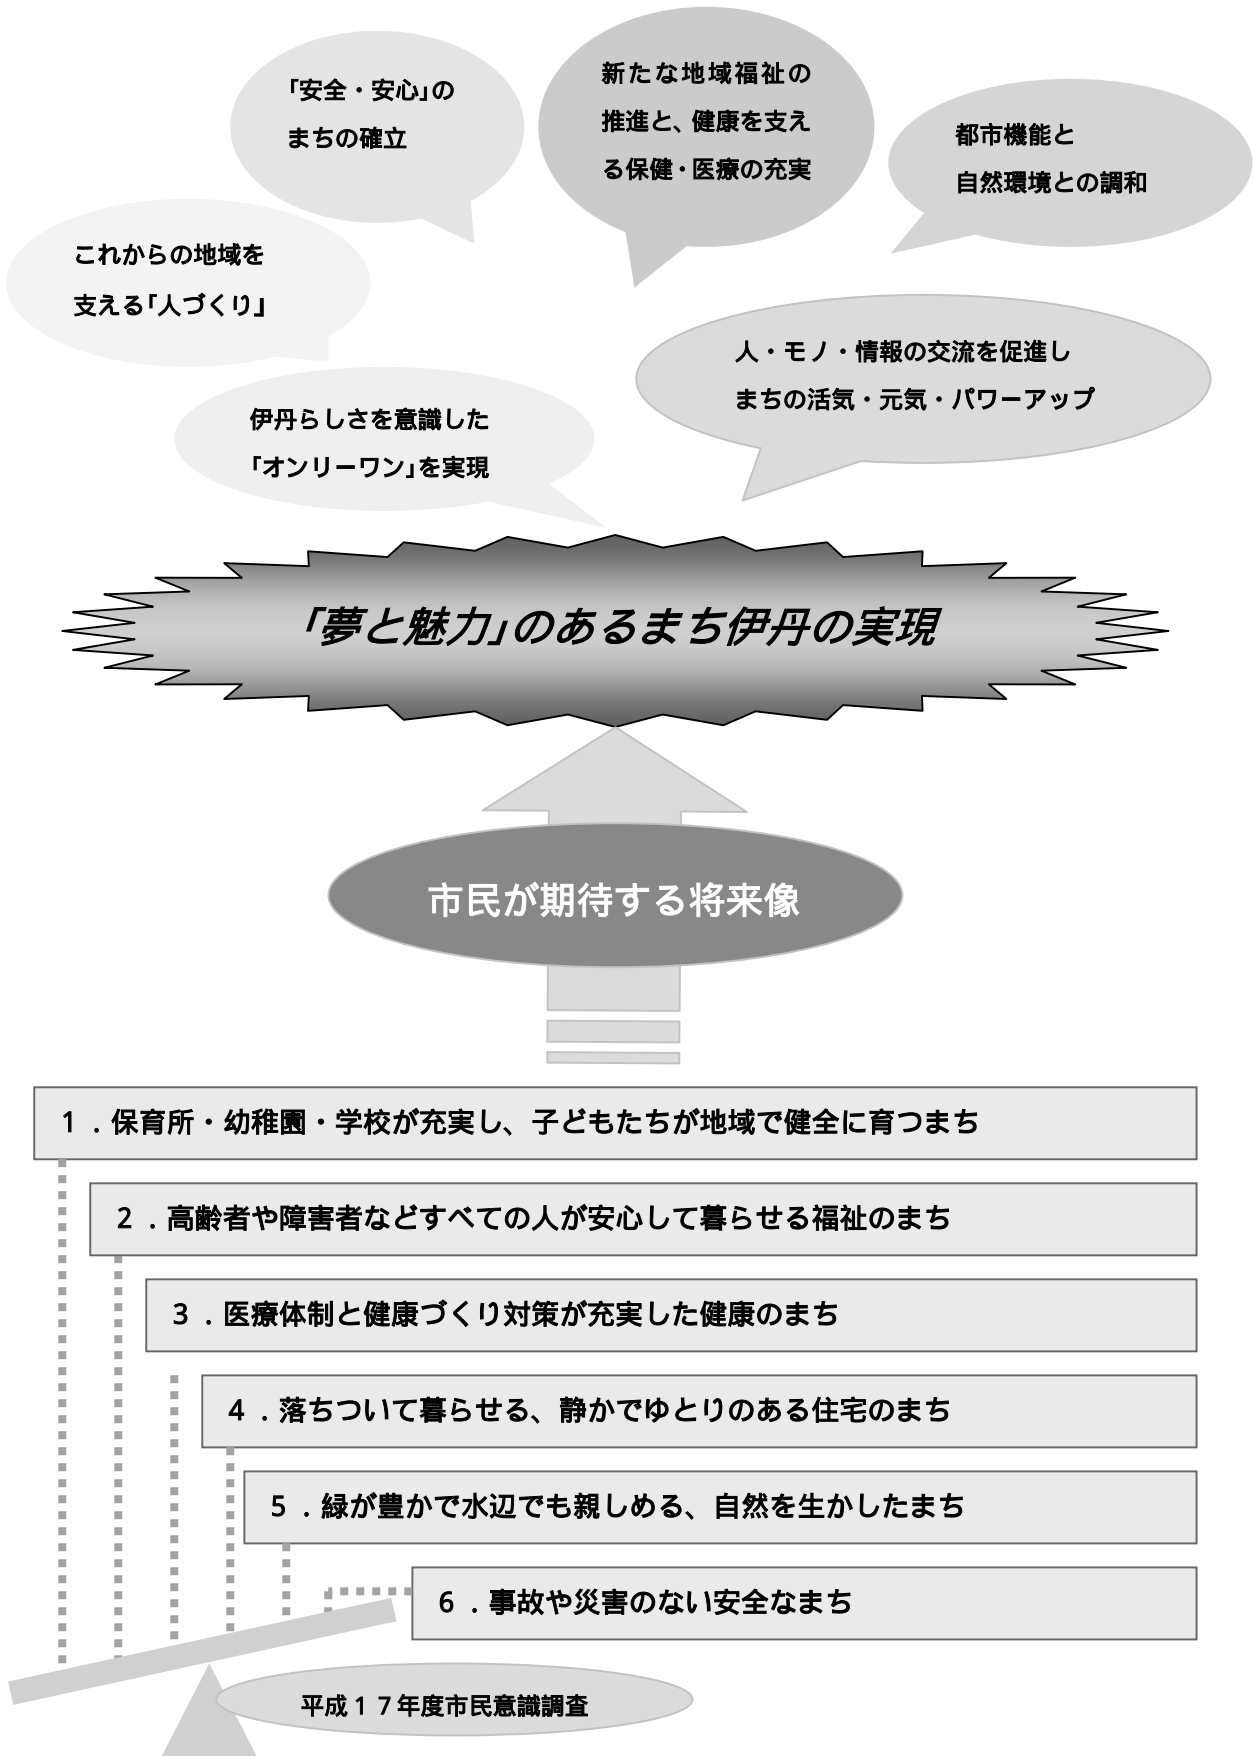 ｢安全・安心｣の
まちの確立
新たな地域福祉の
推進と、健康を支え
る保健・医療の充実
都市機能と
自然環境との調和
これからの地域を
支える｢人づくり」
人・モノ・情報の交流を促進し
まちの活気・元気・パワーアップ
伊丹らしさを意識した
｢オンリーワン｣を実現
｢夢と魅力｣のあるまち伊丹の実現
市民が期待する将来像
１．保育所・幼稚園・学校が充実し、子どもたちが地域で健全に育つまち
２．高齢者や障害者などすべての人が安心して暮らせる福祉のまち
３．医療体制と健康づくり対策が充実した健康のまち
４．落ちついて暮らせる、静かでゆとりのある住宅のまち
５．緑が豊かで水辺でも親しめる、自然を生かしたまち
６．事故や災害のない安全なまち
平成１７年度市民意識調査